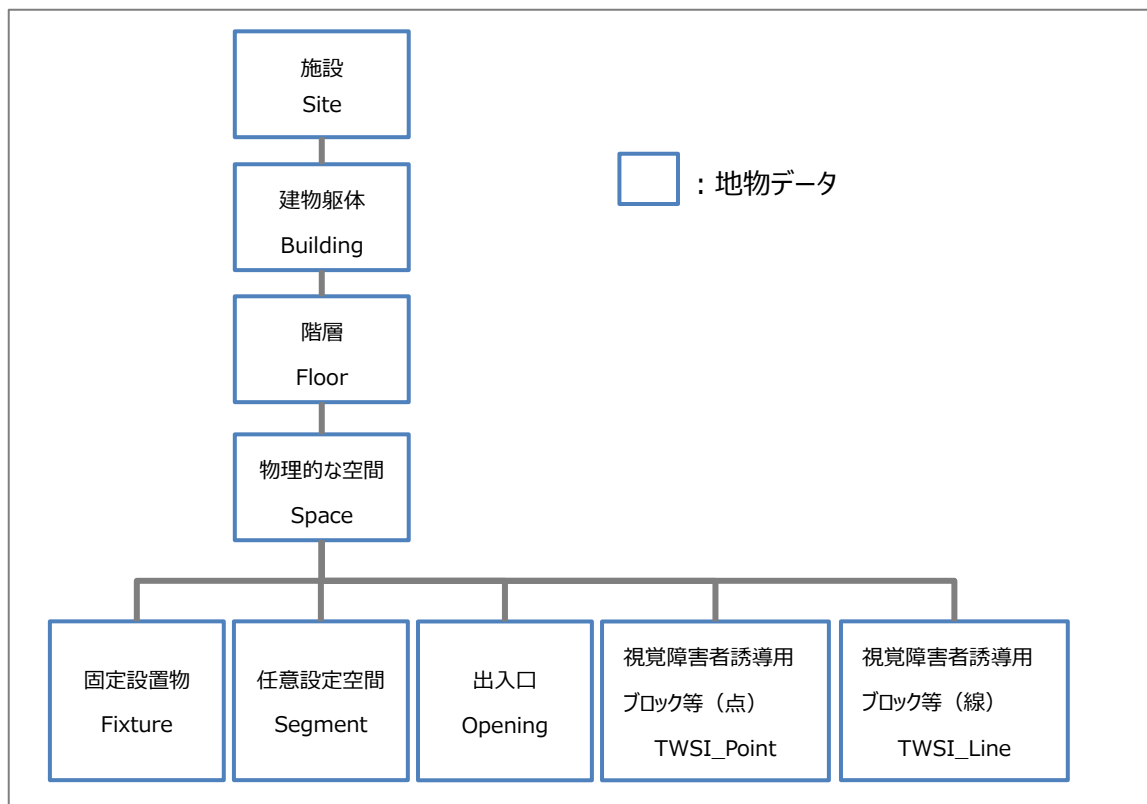 施設
Site
建物躯体
Building
:地物データ
階層
Floor
物理的な空間
Space
固定設置物
Fixture
任意設定空間
Segment
出入口
Opening
視覚障害者誘導用
ブロック等（点）
TWSI_Point
視覚障害者誘導用
ブロック等（線）
TWSI_Line